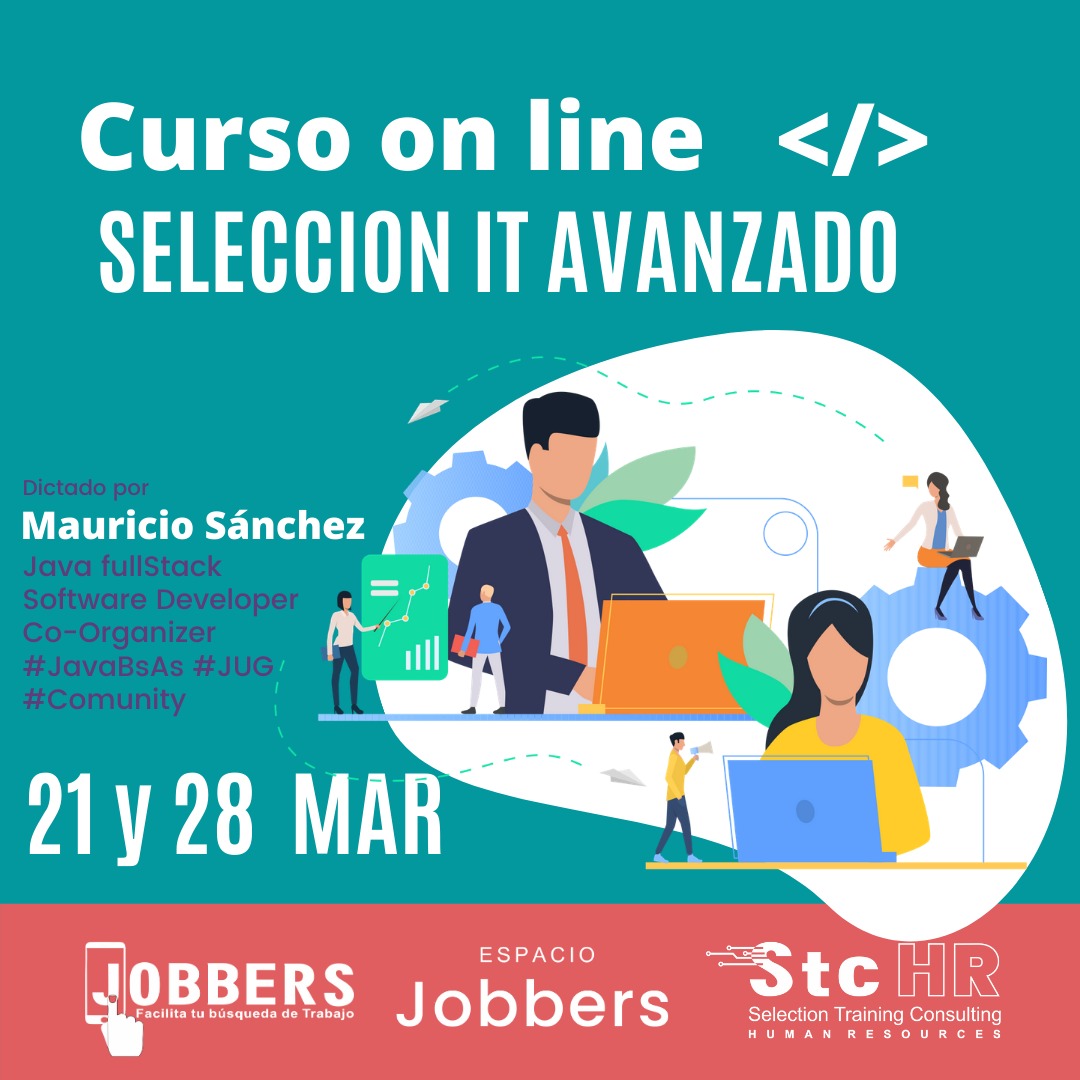 Curso on line </>
SELECCION IT AVANZADO
Dictado por
Mauricio Sánchez
Java fullStack
Software Developer
Co-Organizer
#JavaBsAs #JUG
#Comunity
21 y 28 MAR
JOBBERS
Facilita tu búsqueda de Trabajo
ESPACIO
Jobbers
Stc HR
Selection Training Consulting
HUMAN RESOURCES